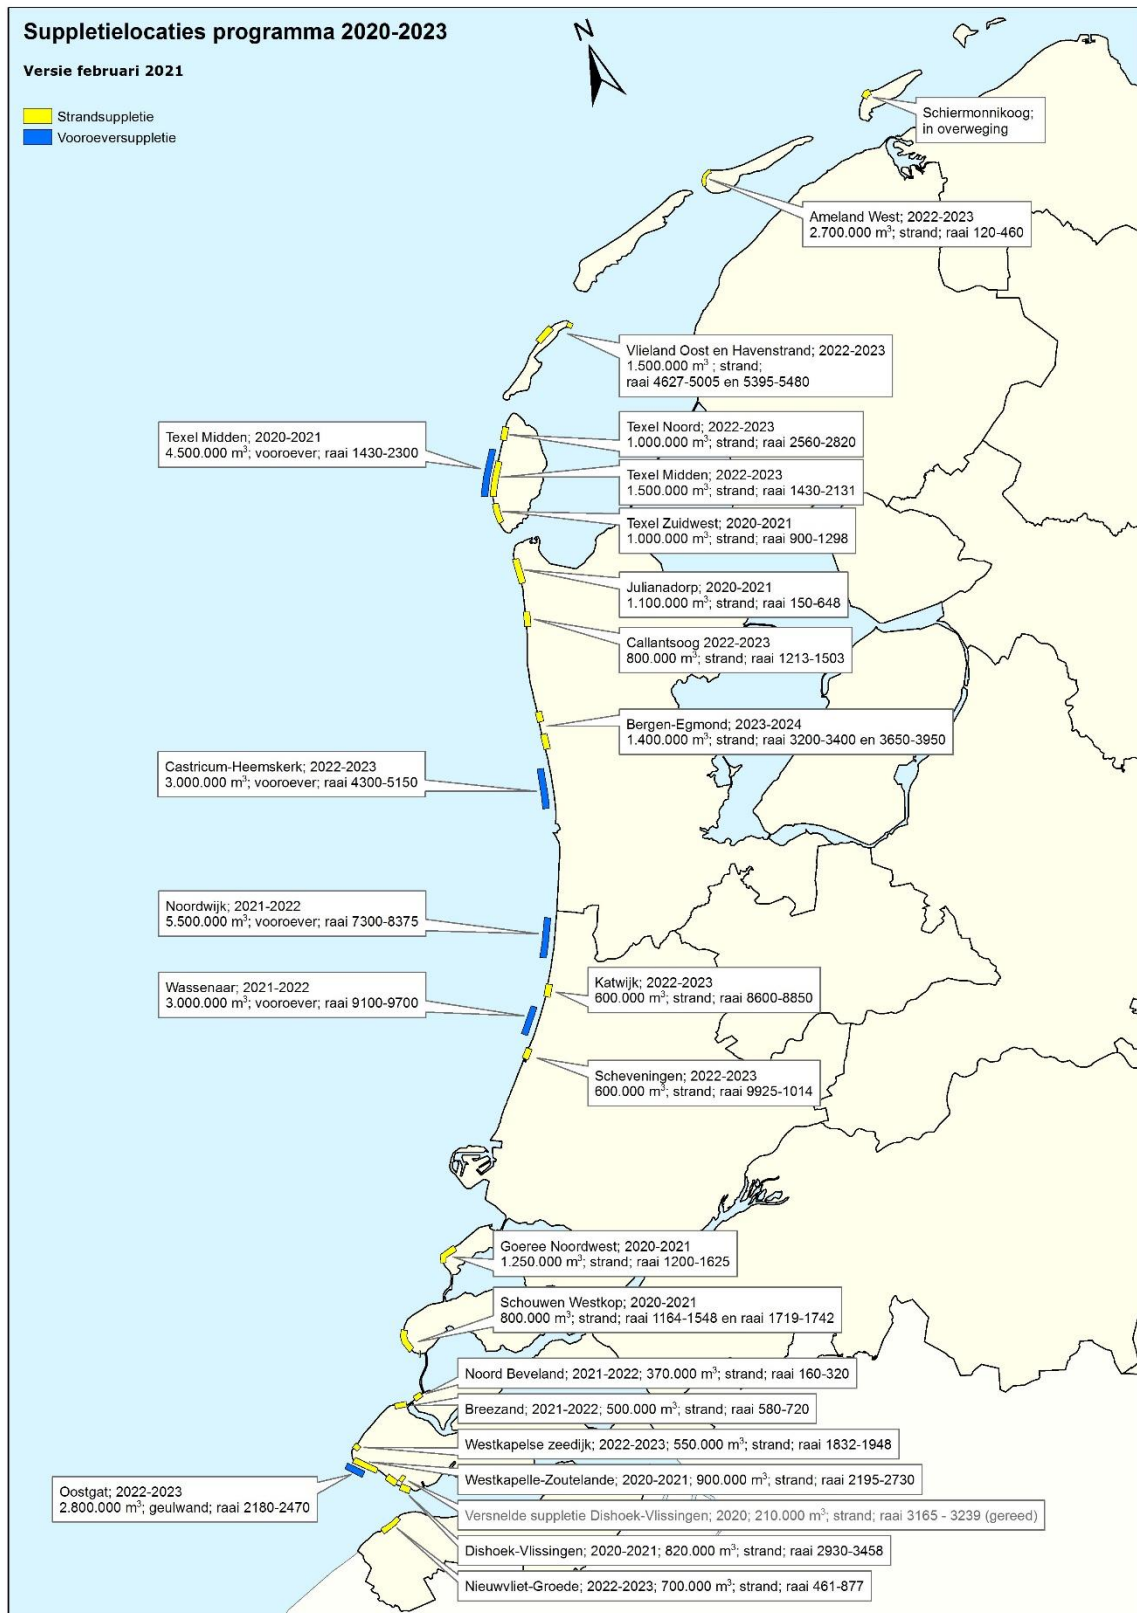 Suppletielocaties programma 2020-2023
Versie februari 2021
Strandsuppletie
Vooroeversuppletie
N
Schiermonnikoog;
in overweging
Ameland West; 2022-2023
2.700.000 m³; strand; raai 120-460
Vlieland Oost en Havenstrand; 2022-2023
1.500.000 m³ ; strand;
raai 4627-5005 en 5395-5480
Texel Midden; 2020-2021
4.500.000 m³; vooroever; raai 1430-2300
Texel Noord; 2022-2023
1.000.000 m³; strand; raai 2560-2820
Texel Midden; 2022-2023
1.500.000 m³; strand; raai 1430-2131
Texel Zuidwest; 2020-2021
1.000.000 m³; strand; raai 900-1298
Julianadorp; 2020-2021
1.100.000 m³; strand; raai 150-648
Callantsoog 2022-2023
800.000 m³; strand; raai 1213-1503
Bergen-Egmond; 2023-2024
1.400.000 m³; strand; raai 3200-3400 en 3650-3950
Castricum-Heemskerk; 2022-2023
3.000.000 m³; vooroever; raai 4300-5150
Noordwijk; 2021-2022
5.500.000 m³; vooroever; raai 7300-8375
Wassenaar; 2021-2022
3.000.000 m³; vooroever; raai 9100-9700
Katwijk; 2022-2023
600.000 m³; strand; raai 8600-8850
Scheveningen; 2022-2023
600.000 m³; strand; raai 9925-1014
Goeree Noordwest; 2020-2021
1.250.000 m³; strand; raai 1200-1625
Schouwen Westkop; 2020-2021
800.000 m³; strand; raai 1164-1548 en raai 1719-1742
Noord Beveland; 2021-2022; 370.000 m³; strand; raai 160-320
Breezand; 2021-2022; 500.000 m³; strand; raai 580-720
Westkapelse zeedijk; 2022-2023; 550.000 m³; strand; raai 1832-1948
Westkapelle-Zoutelande; 2020-2021; 900.000 m³; strand; raai 2195-2730
Oostgat; 2022-2023
2.800.000 m³; geulwand; raai 2180-2470
Versnelde suppletie Dishoek-Vlissingen; 2020; 210.000 m³; strand; raai 3165 - 3239 (gereed)
Dishoek-Vlissingen; 2020-2021; 820.000 m³; strand; raai 2930-3458
Nieuwvliet-Groede; 2022-2023; 700.000 m³; strand; raai 461-877